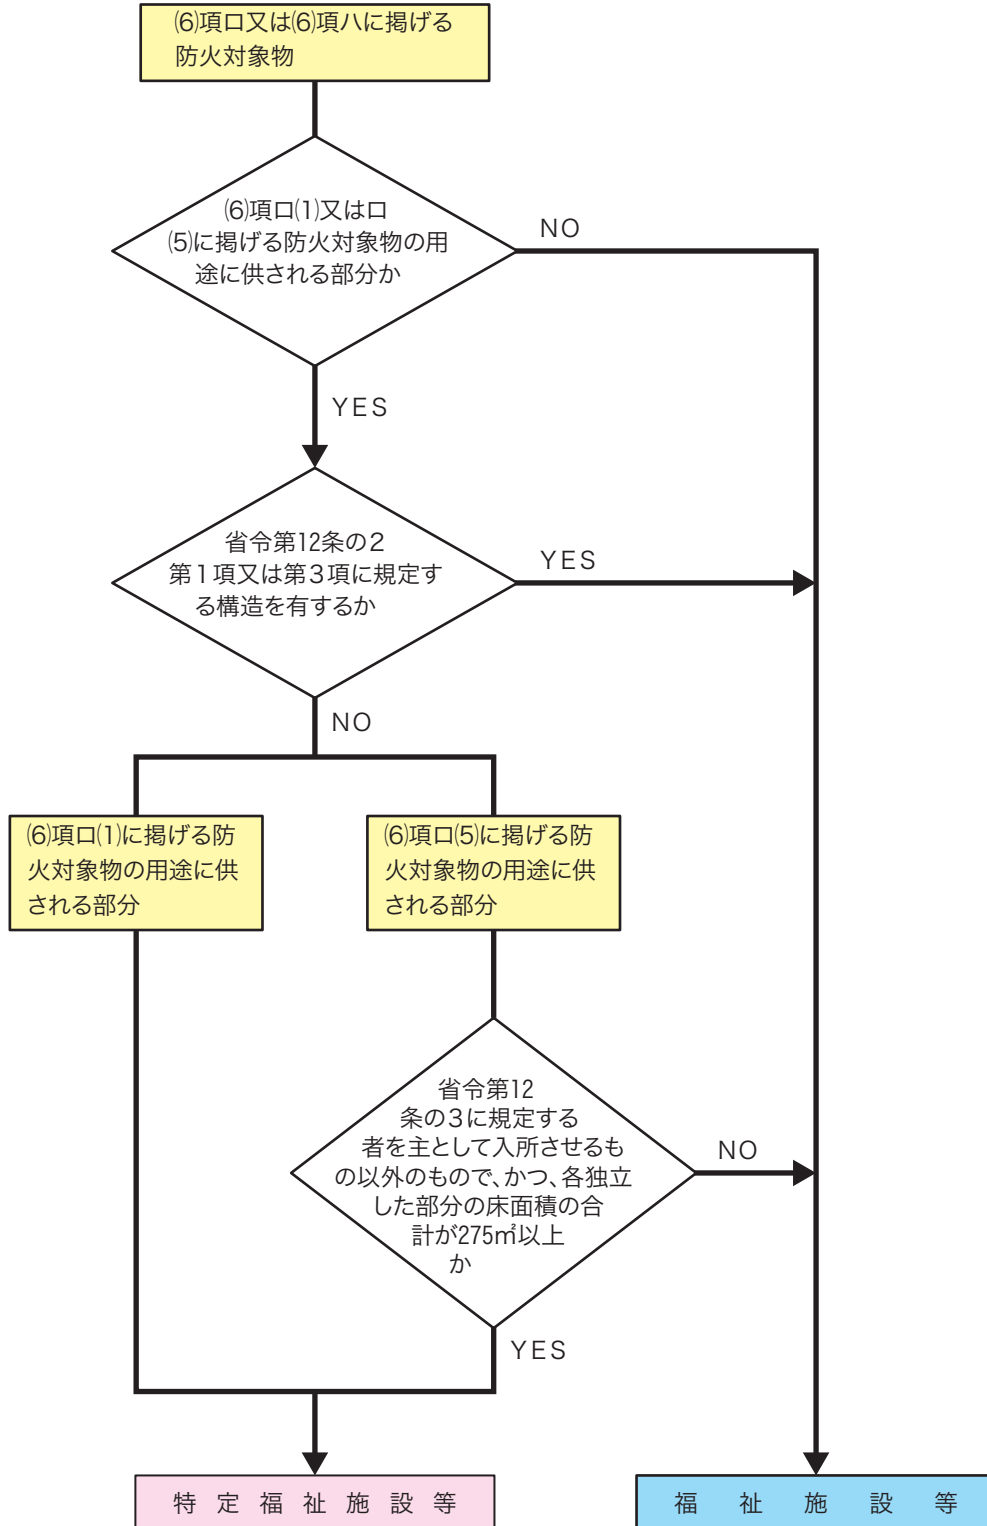 ⑹項ロ又は⑹項ハに掲げる
防火対象物
⑹項ロ⑴又はロ
⑸に掲げる防火対象物の用
途に供される部分か
NO
YES
省令第12条の2
第1項又は第3項に規定す
る構造を有するか
YES
NO
⑹項ロ⑴に掲げる防
火対象物の用途に供
される部分
⑹項ロ⑸に掲げる防
火対象物の用途に供
される部分
省令第12
条の3に規定する
者を主として入所させるも
の以外のもので、かつ、各独立
した部分の床面積の合
計が275㎡以上
か
NO
YES
特定福祉施設等
福祉施設等